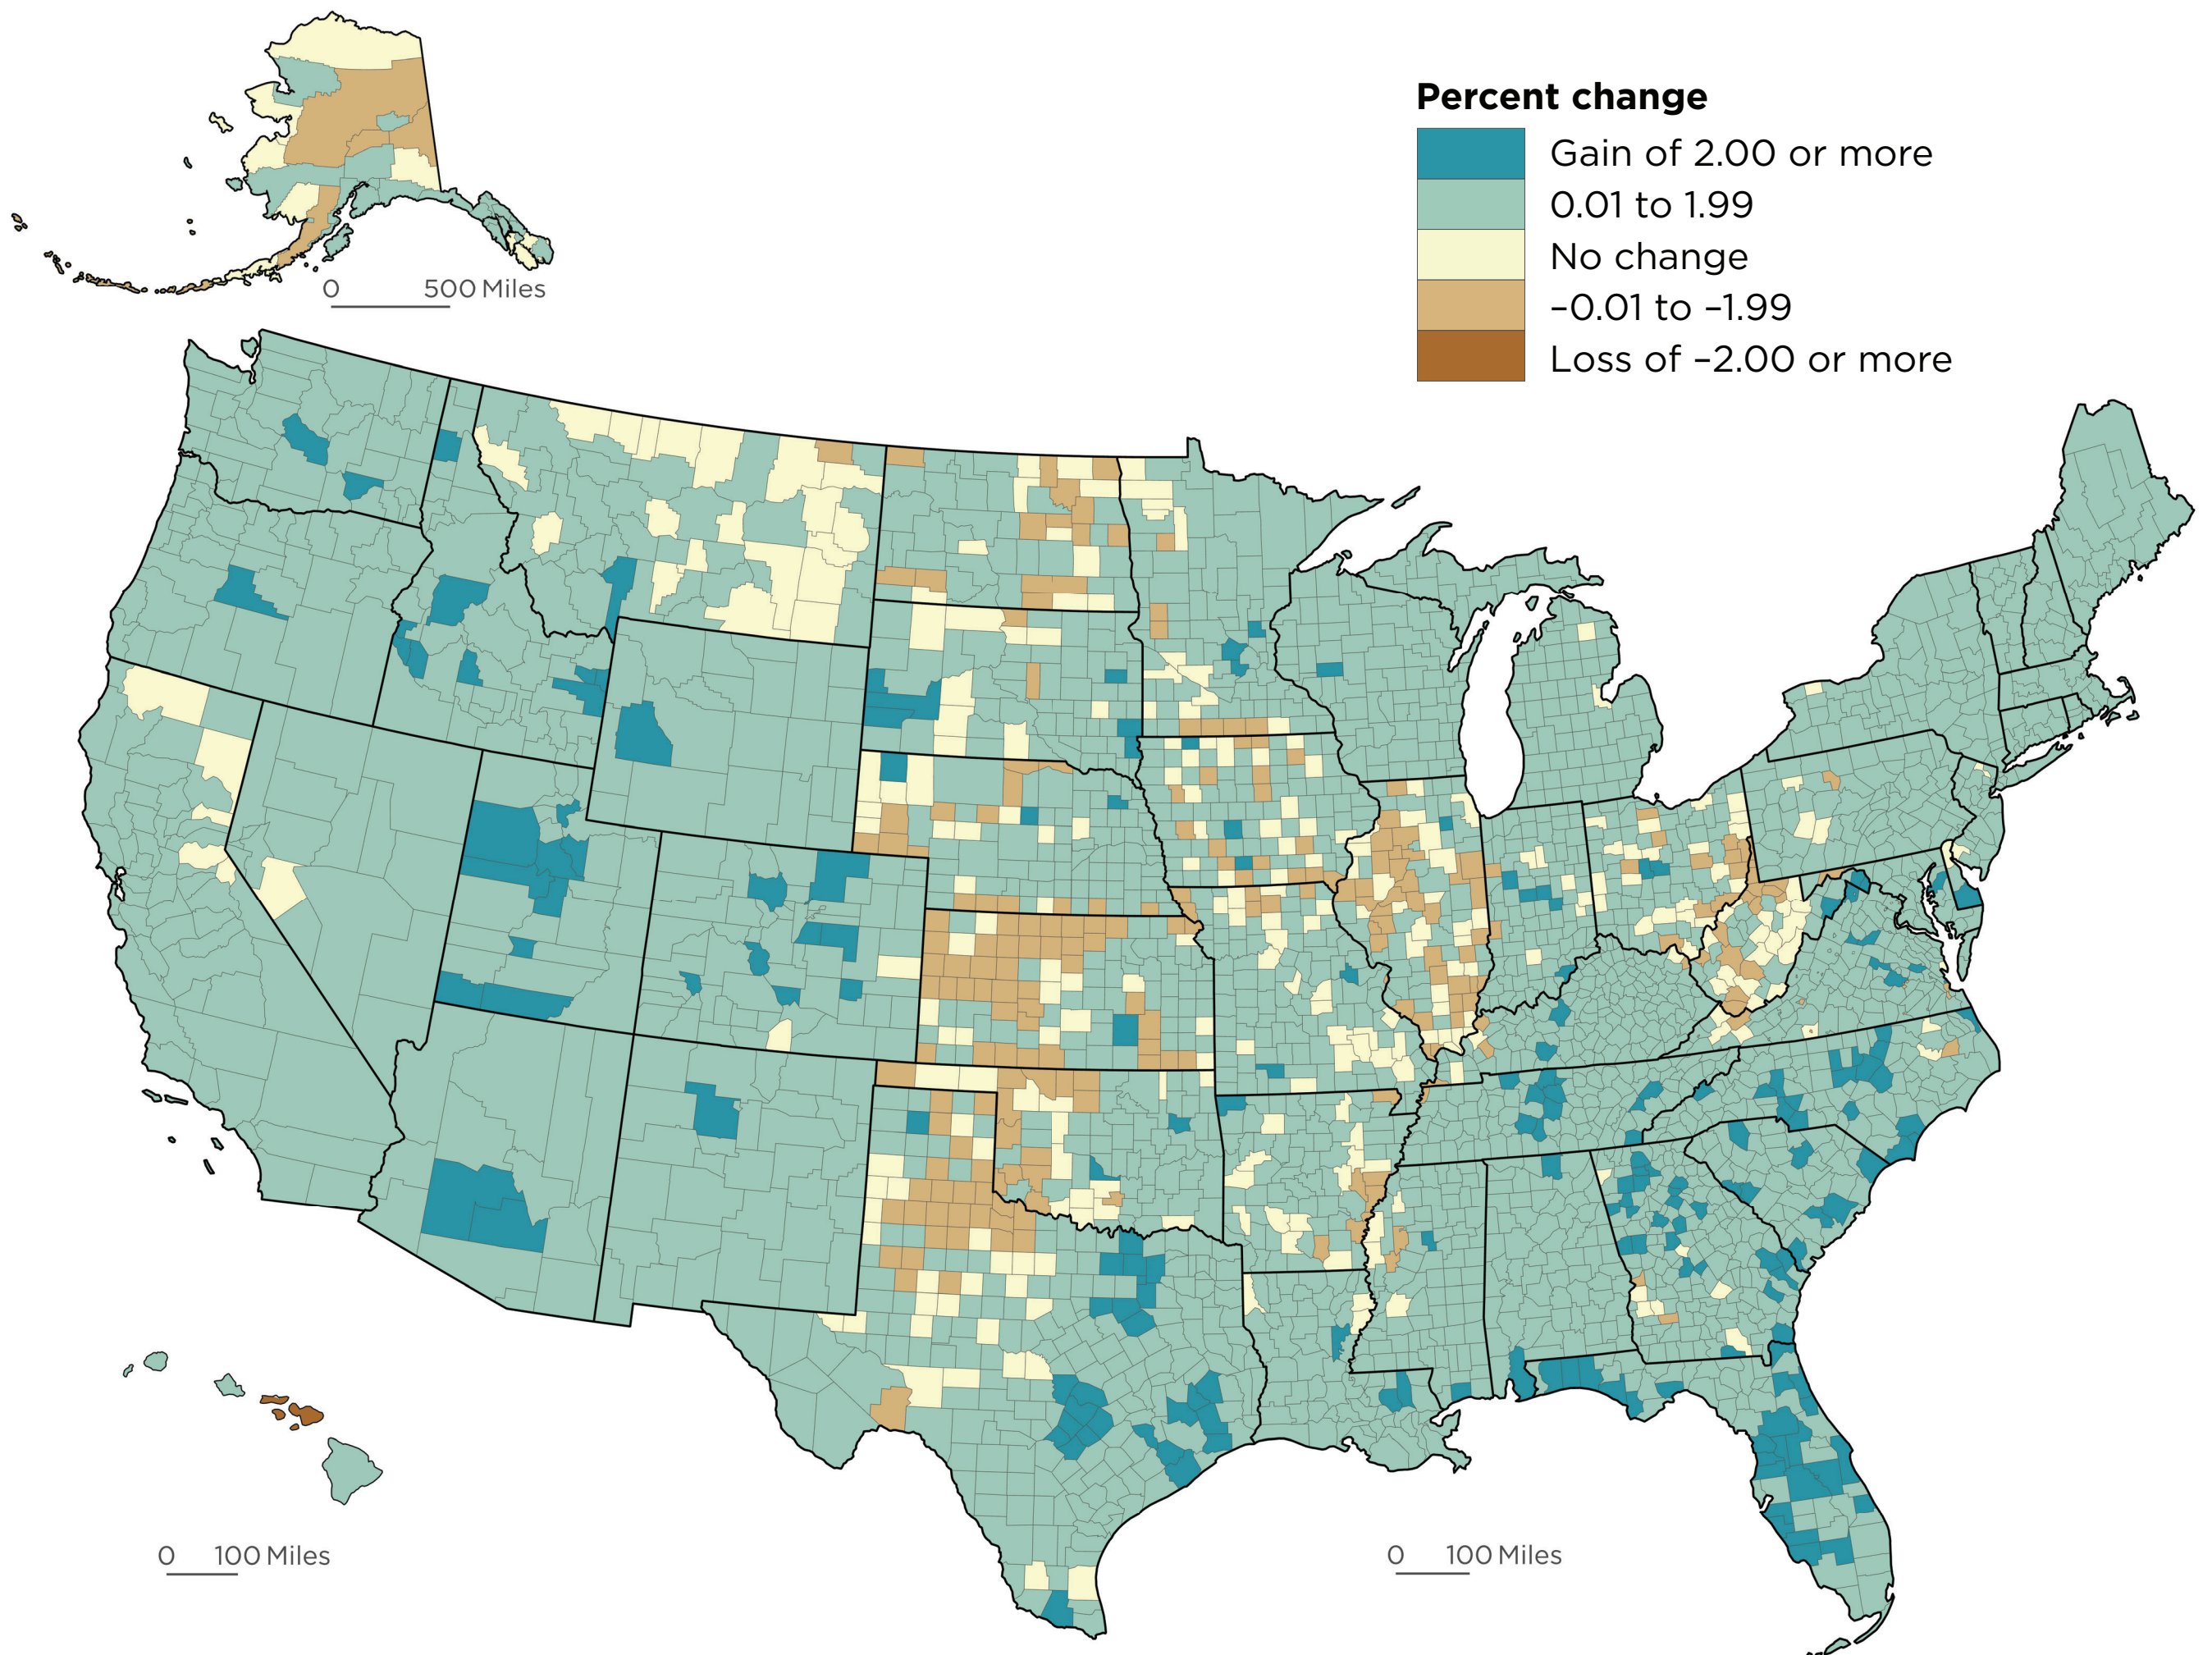 Percent change
Gain of 2.00 or more
0.01 to 1.99
No change
–0.01 to –1.99
Loss of –2.00 or more
0 500 Miles
0 100 Miles
0 100 Miles